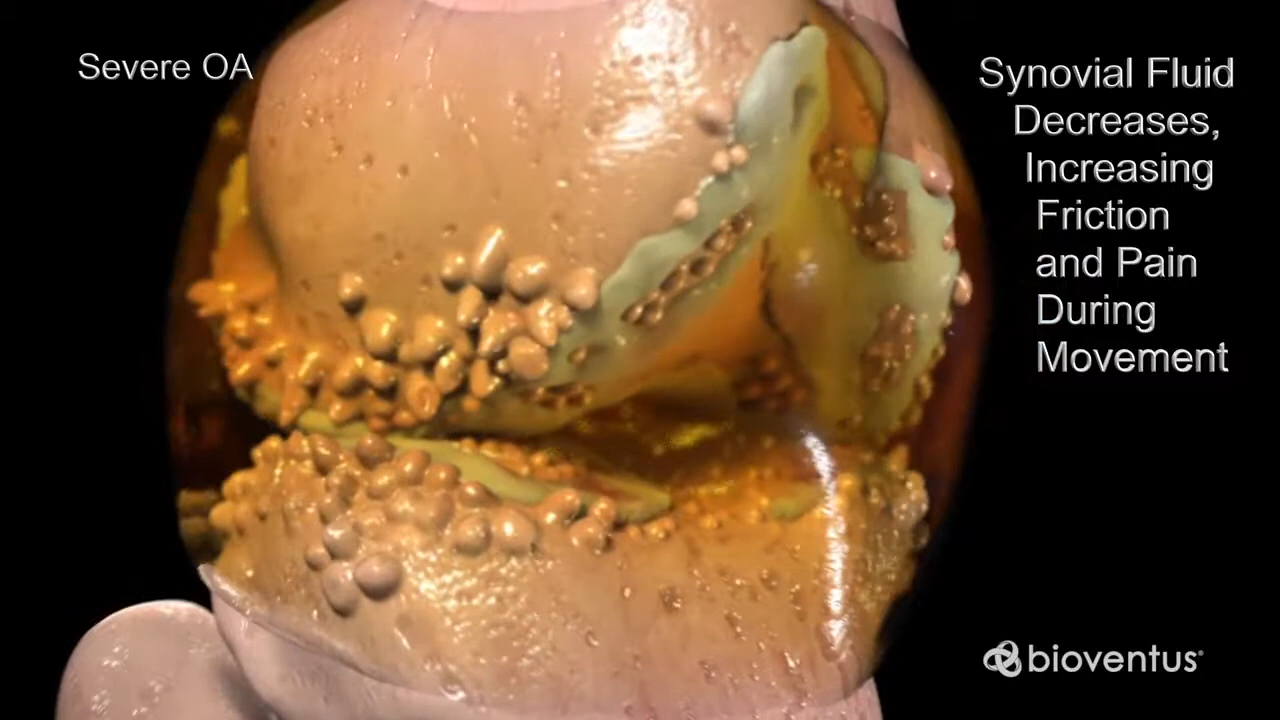 Severe OA
Synovial Fluid
Decreases,
Increasing
Friction
and Pain
During
Movement
bioventus®